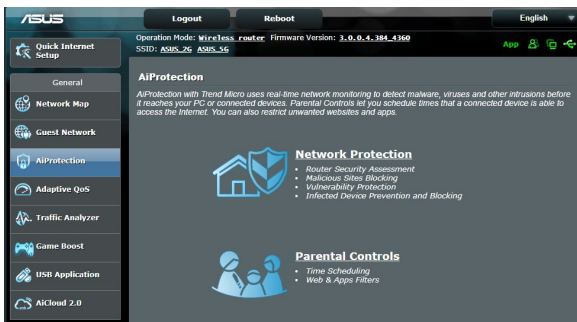 ASUS
Logout
Reboot
English
Quick Internet
Setup
Operation Mode: Wireless router Firmware Version: 3.0.0.4.384_4360
SSID: ASUS_2G ASUS_5G
App
General
Network Map
Guest Network
AiProtection
Adaptive QoS
Traffic Analyzer
Game Boost
USB Application
AiCloud 2.0
AiProtection
AiProtection with Trend Micro uses real-time network monitoring to detect malware, viruses and other intrusions before
it reaches your PC or connected devices. Parental Controls let you schedule times that a connected device is able to
access the Internet. You can also restrict unwanted websites and apps.
Network Protection
• Router Security Assessment
• Malicious Sites Blocking
• Vulnerability Protection
• Infected Device Prevention and Blocking
Parental Controls
• Time Scheduling
• Web & Apps Filters